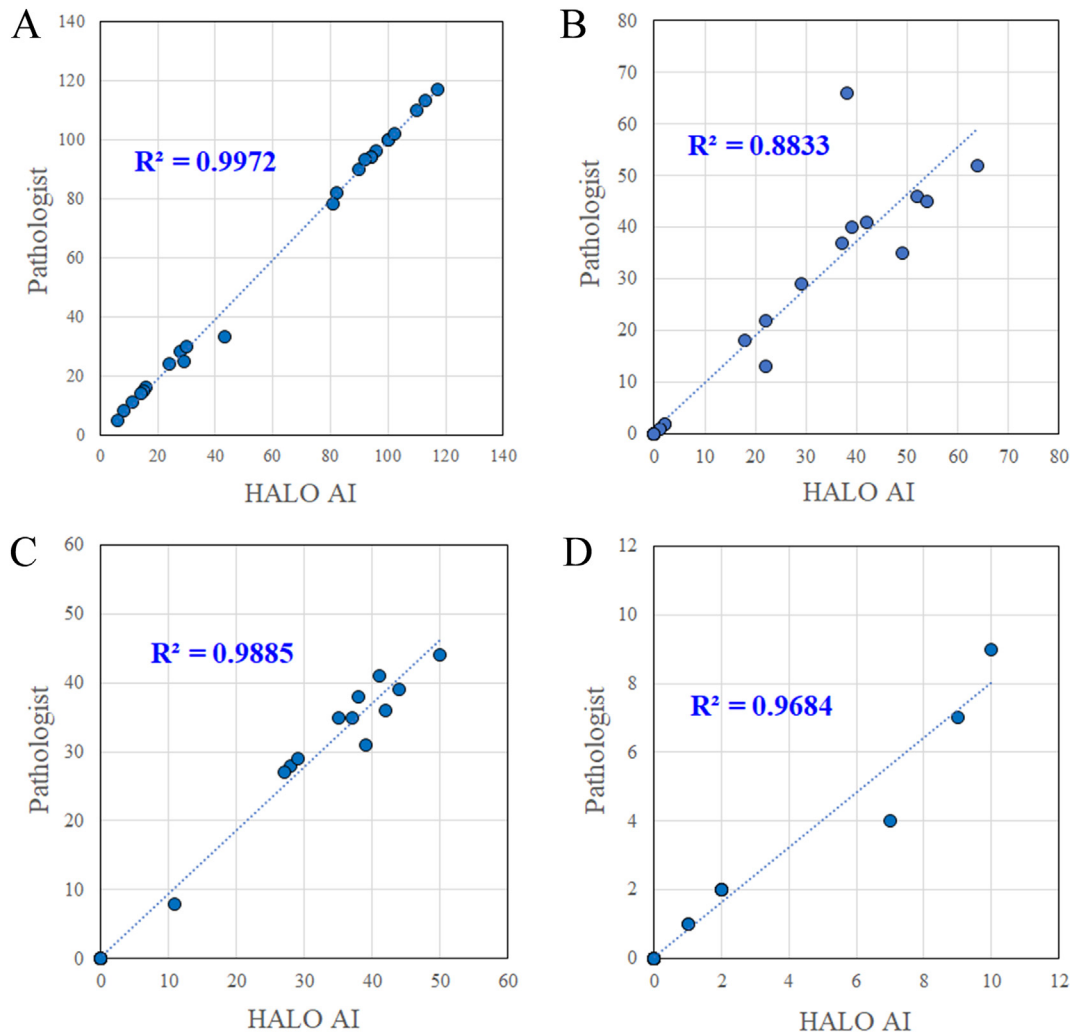 A
140
120
100
80
60
40
20
0
0 20 40 60 80 100 120 140
Pathologist
HALO AI
R² = 0.9972
B
80
70
60
50
40
30
20
10
0
0 10 20 30 40 50 60 70 80
Pathologist
HALO AI
R² = 0.8833
C
60
50
40
30
20
10
0
0 10 20 30 40 50 60
Pathologist
HALO AI
R² = 0.9885
D
12
10
8
6
4
2
0
0 2 4 6 8 10 12
Pathologist
HALO AI
R² = 0.9684